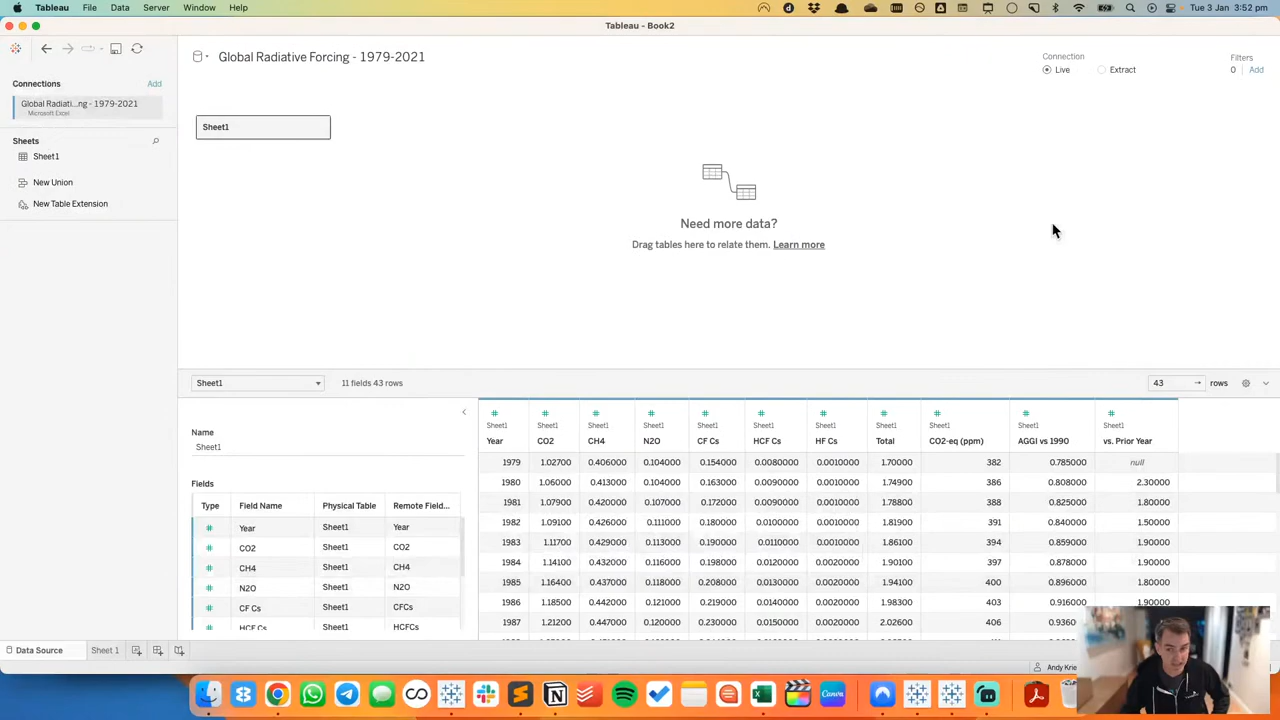 Tableau File Data Server Window Help Tue 3 Jan 3:52 pm
Tableau - Book2
Connections Add
Global Radiati...ng - 1979-2021
Microsoft Excel
Sheets
Sheet1
New Union
New Table Extension
Global Radiative Forcing - 1979-2021
Connection
Live Extract
Filters
0 Add
Sheet1
Need more data?
Drag tables here to relate them. Learn more
Sheet1 11 fields 43 rows 43 → rows
Name
Sheet1
Fields
Type Field Name Physical Table Remote Field...
# Year Sheet1 Year
# CO2 Sheet1 CO2
# CH4 Sheet1 CH4
# N2O Sheet1 N2O
# CF Cs Sheet1 CFCs
# HCF Cs Sheet1 HCFCs
# # # # # # # # # # #
Sheet1 Sheet1 Sheet1 Sheet1 Sheet1 Sheet1 Sheet1 Sheet1 Sheet1 Sheet1 Sheet1
Year CO2 CH4 N2O CF Cs HCF Cs HF Cs Total CO2-eq (ppm) AGGI vs 1990 vs. Prior Year
1979 1.02700 0.406000 0.104000 0.154000 0.0080000 0.0010000 1.70000 382 0.785000 null
1980 1.06000 0.413000 0.104000 0.163000 0.0090000 0.0010000 1.74900 386 0.808000 2.30000
1981 1.07900 0.420000 0.107000 0.172000 0.0090000 0.0010000 1.78800 388 0.825000 1.80000
1982 1.09100 0.426000 0.111000 0.180000 0.0100000 0.0010000 1.81900 391 0.840000 1.50000
1983 1.11700 0.429000 0.113000 0.190000 0.0110000 0.0010000 1.86100 394 0.859000 1.90000
1984 1.14100 0.432000 0.116000 0.198000 0.0120000 0.0020000 1.90100 397 0.878000 1.90000
1985 1.16400 0.437000 0.118000 0.208000 0.0130000 0.0020000 1.94100 400 0.896000 1.80000
1986 1.18500 0.442000 0.121000 0.219000 0.0140000 0.0020000 1.98300 403 0.916000 1.90000
1987 1.21200 0.447000 0.120000 0.230000 0.0150000 0.0020000 2.02600 406 0.9360
Data Source Sheet 1
Andy Krie
Canva